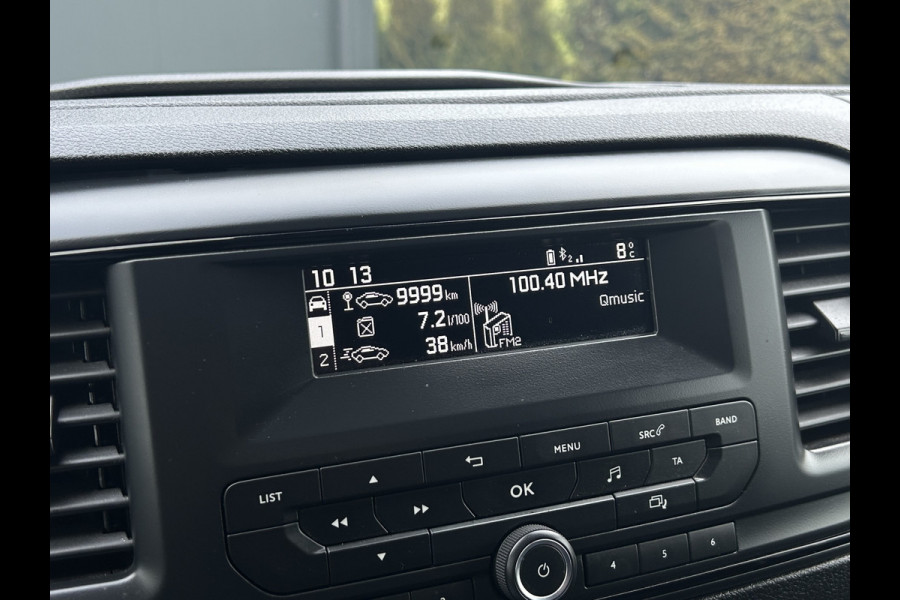 10 13
2 8°C
9999 km
1
7.2 l/100
2
38 km/h
100.40 MHz
Qmusic
FM2
LIST
MENU
SRC
BAND
OK
TA
4 5 6